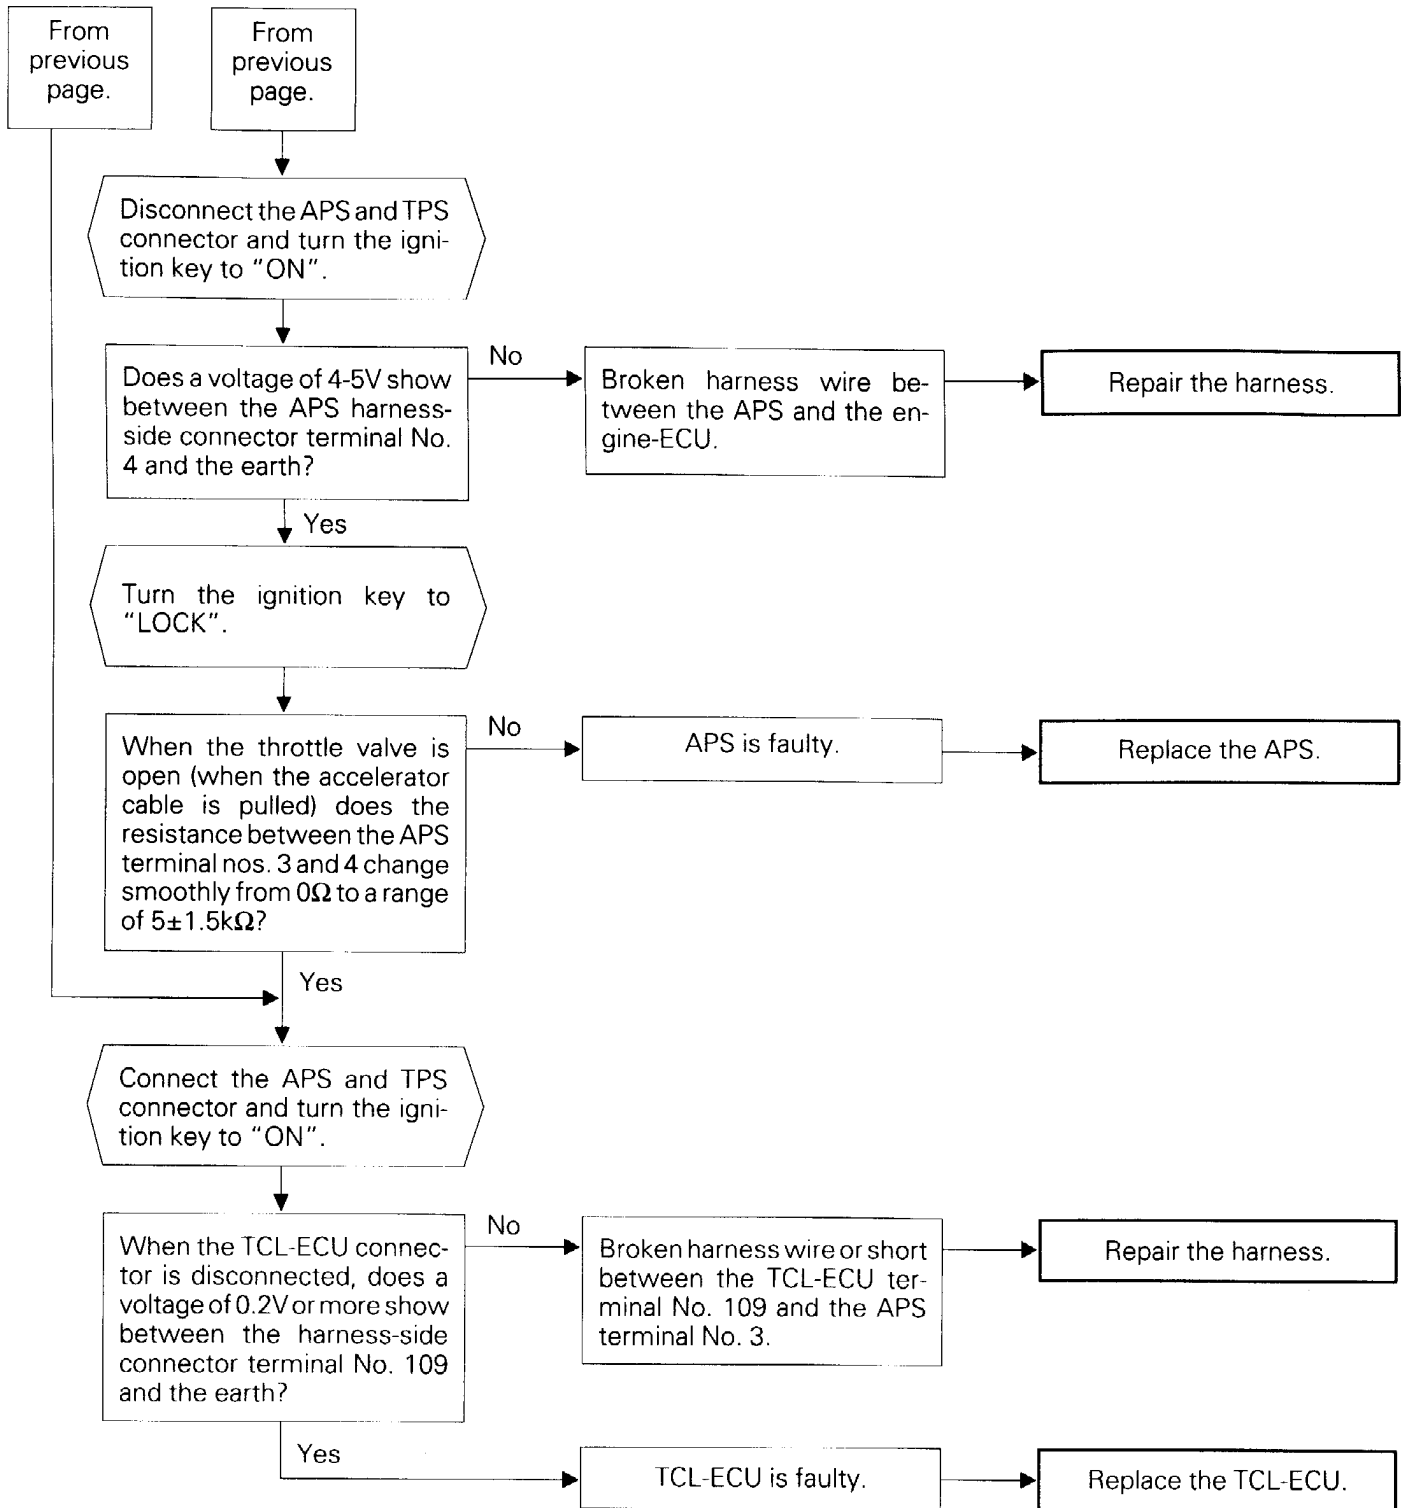 From
previous
page.
From
previous
page.
Disconnect the APS and TPS
connector and turn the igni-
tion key to “ON”.
Does a voltage of 4-5V show
between the APS harness-
side connector terminal No.
4 and the earth?
No
Broken harness wire be-
tween the APS and the en-
gine-ECU.
Repair the harness.
Yes
Turn the ignition key to
“LOCK”.
When the throttle valve is
open (when the accelerator
cable is pulled) does the
resistance between the APS
terminal nos. 3 and 4 change
smoothly from 0Ω to a range
of 5±1.5kΩ?
No
APS is faulty.
Replace the APS.
Yes
Connect the APS and TPS
connector and turn the igni-
tion key to “ON”.
When the TCL-ECU connec-
tor is disconnected, does a
voltage of 0.2V or more show
between the harness-side
connector terminal No. 109
and the earth?
No
Broken harness wire or short
between the TCL-ECU ter-
minal No. 109 and the APS
terminal No. 3.
Repair the harness.
Yes
TCL-ECU is faulty.
Replace the TCL-ECU.